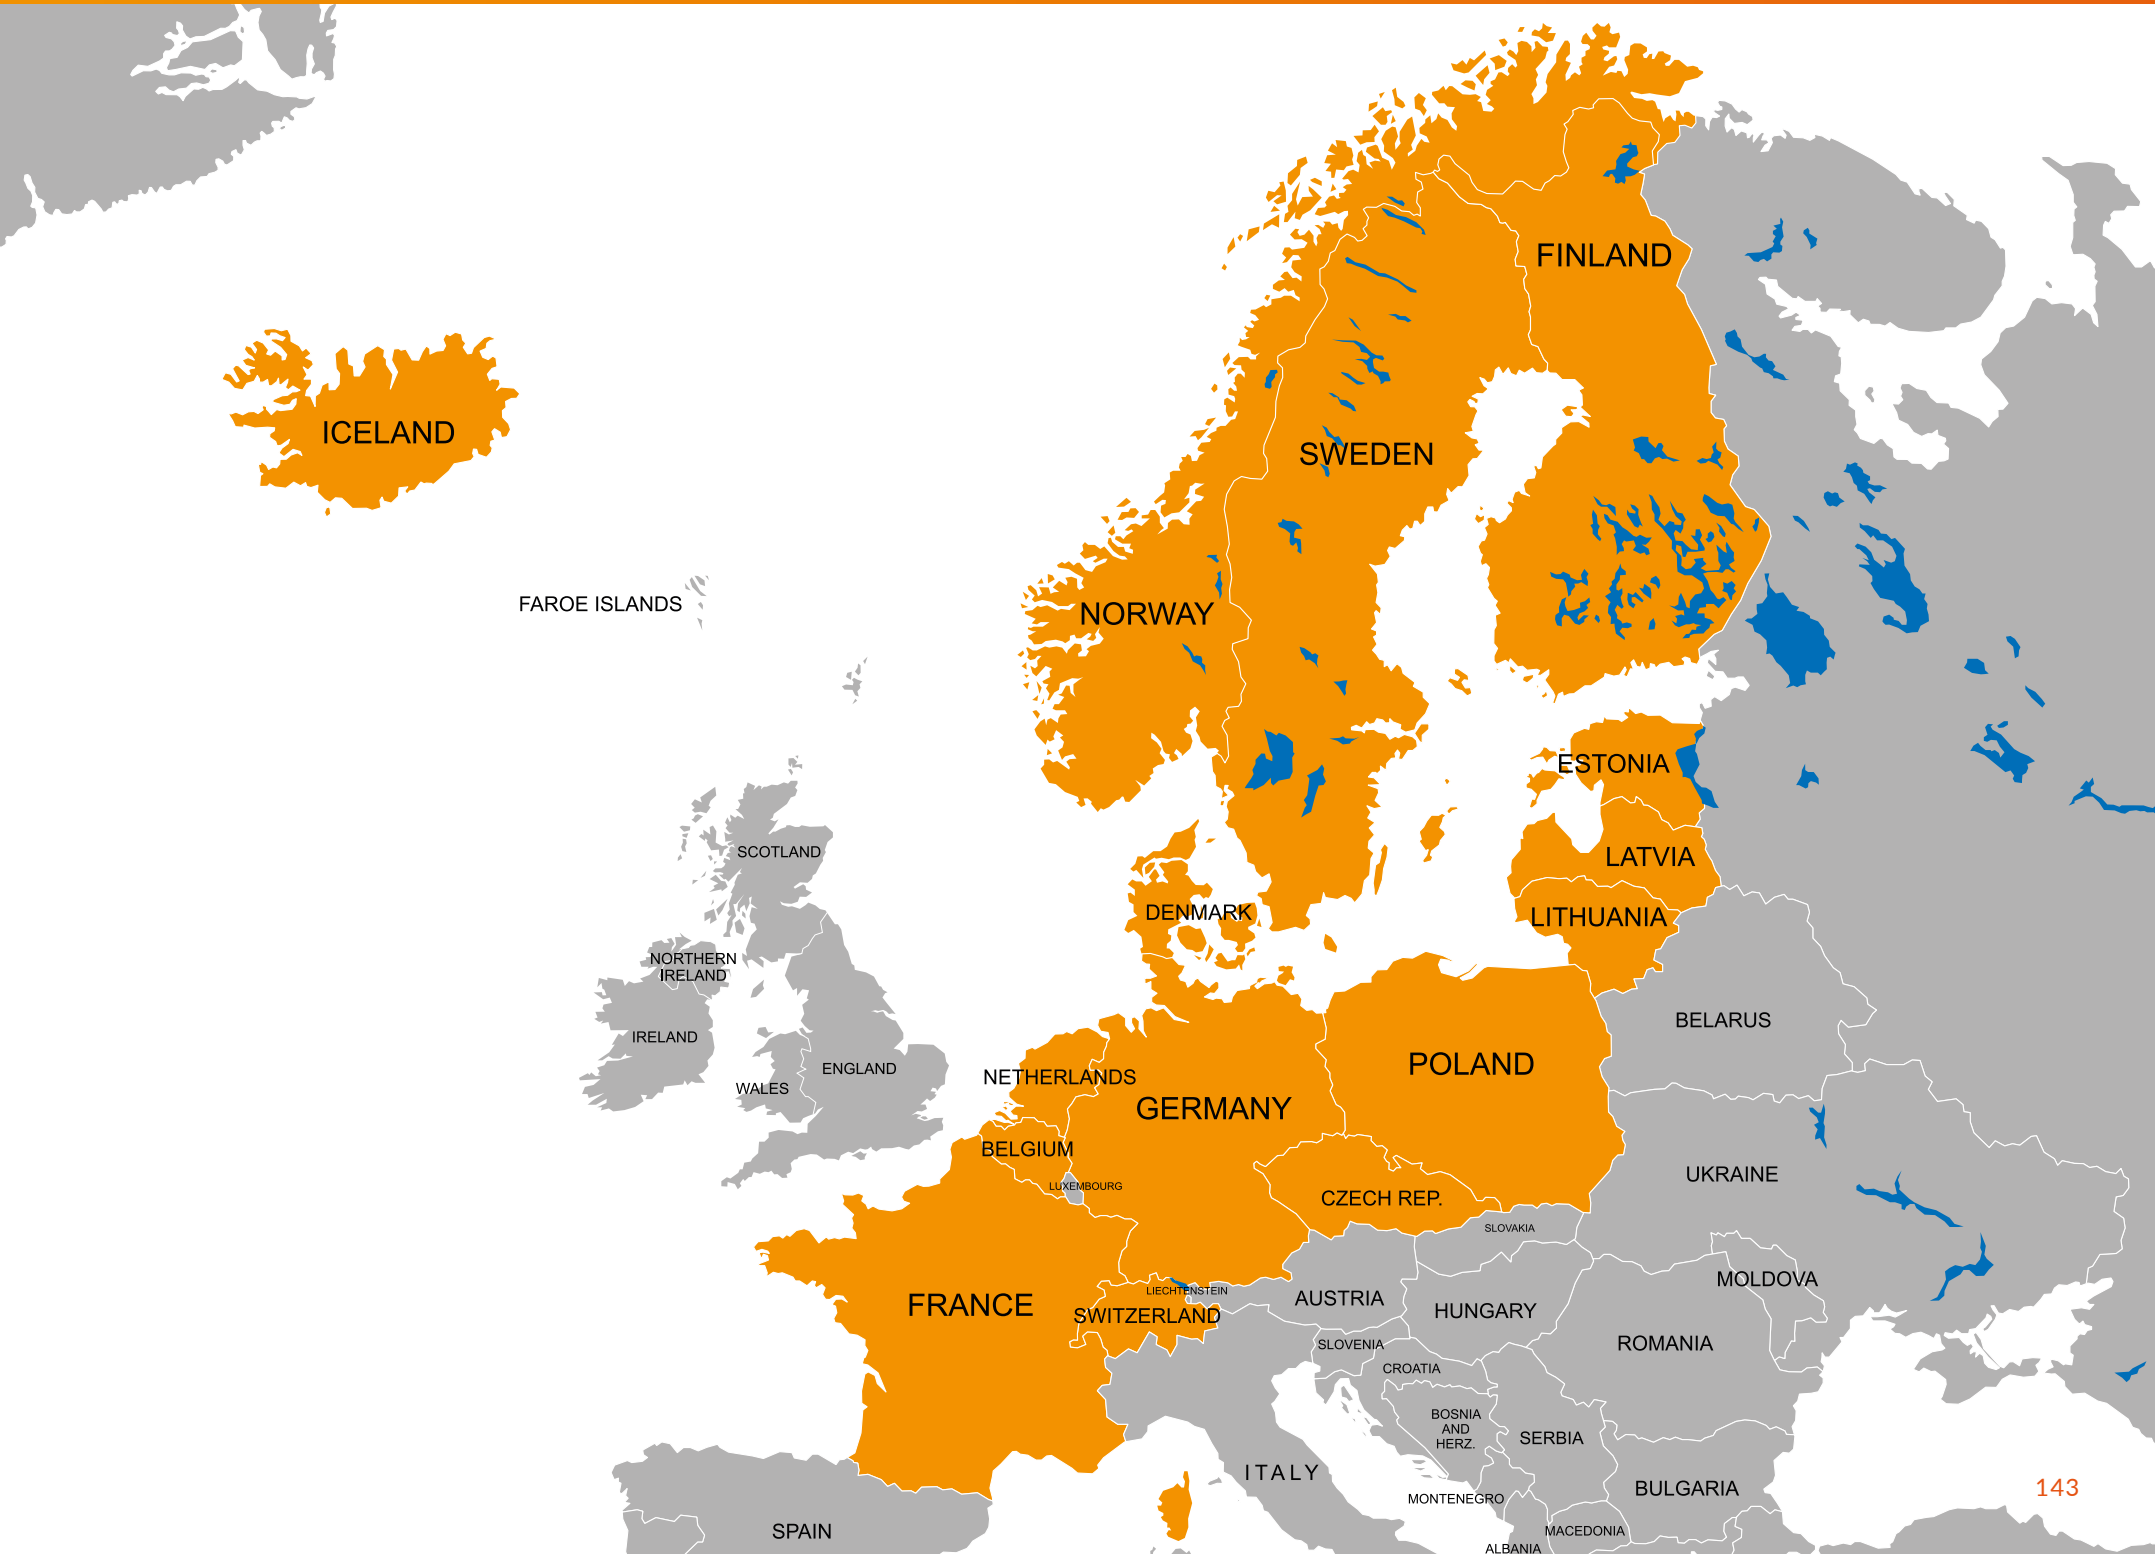 FINLAND
ICELAND
SWEDEN
FAROE ISLANDS
NORWAY
ESTONIA
SCOTLAND
LATVIA
DENMARK
LITHUANIA
NORTHERN
IRELAND
BELARUS
IRELAND
ENGLAND
POLAND
NETHERLANDS
WALES
GERMANY
BELGIUM
UKRAINE
LUXEMBOURG
CZECH REP.
SLOVAKIA
MOLDOVA
LIECHTENSTEIN
AUSTRIA
FRANCE
HUNGARY
SWITZERLAND
ROMANIA
SLOVENIA
CROATIA
BOSNIA
AND
HERZ.
SERBIA
ITALY
BULGARIA
143
MONTENEGRO
SPAIN
MACEDONIA
ALBANIA